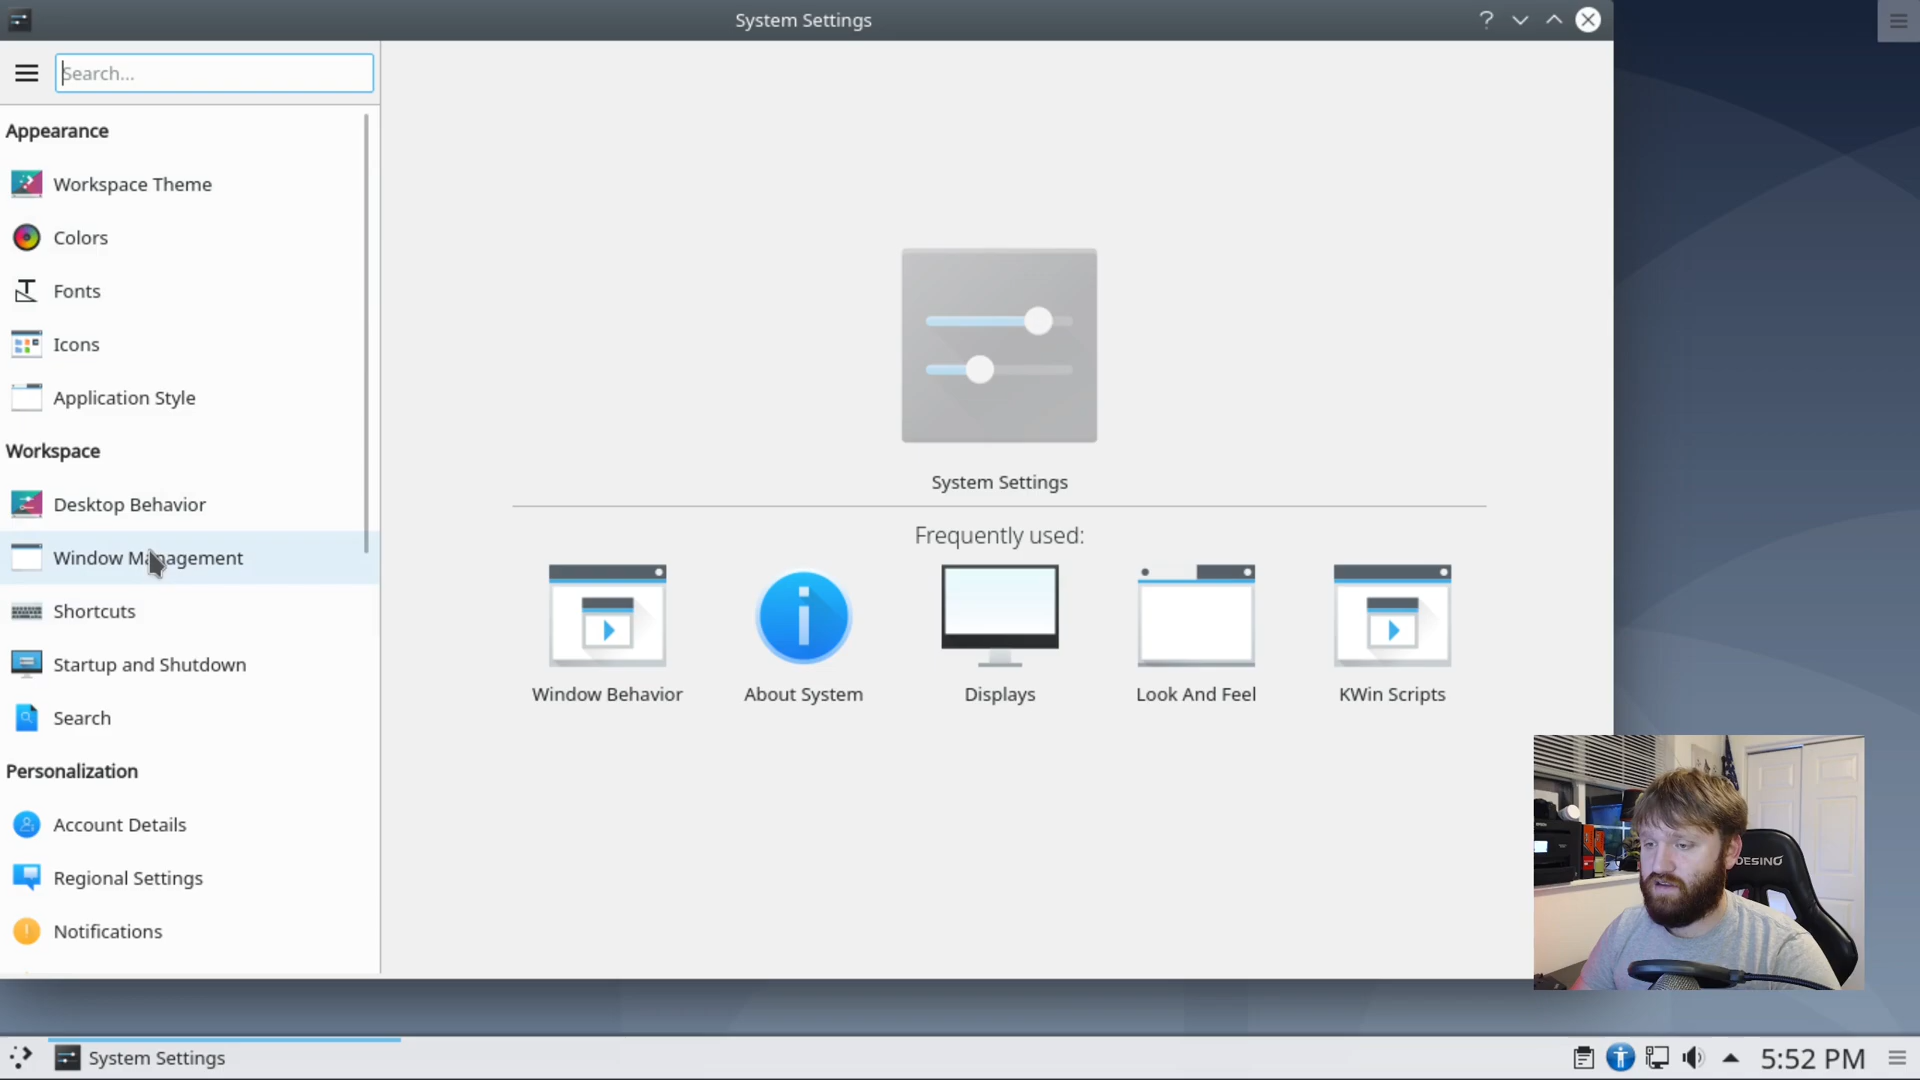 System Settings
Search...
Appearance
Workspace Theme
Colors
Fonts
Icons
Application Style
Workspace
Desktop Behavior
Window Management
Shortcuts
Startup and Shutdown
Search
Personalization
Account Details
Regional Settings
Notifications
System Settings
Frequently used:
Window Behavior
About System
Displays
Look And Feel
KWin Scripts
DESINO
System Settings
5:52 PM